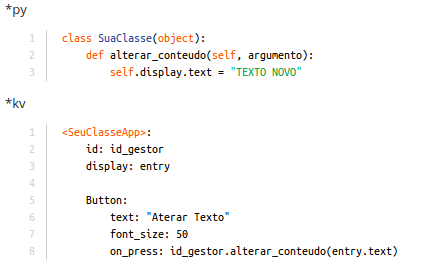 *py
1 class SuaClasse(object):
2     def alterar_conteudo(self, argumento):
3         self.display.text = "TEXTO NOVO"
*kv
1 <SeuClasseApp>:
2     id: id_gestor
3     display: entry
4
5     Button:
6         text: "Aterar Texto"
7         font_size: 50
8         on_press: id_gestor.alterar_conteudo(entry.text)